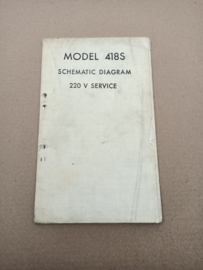 MODEL 418S
SCHEMATIC DIAGRAM
220 V SERVICE